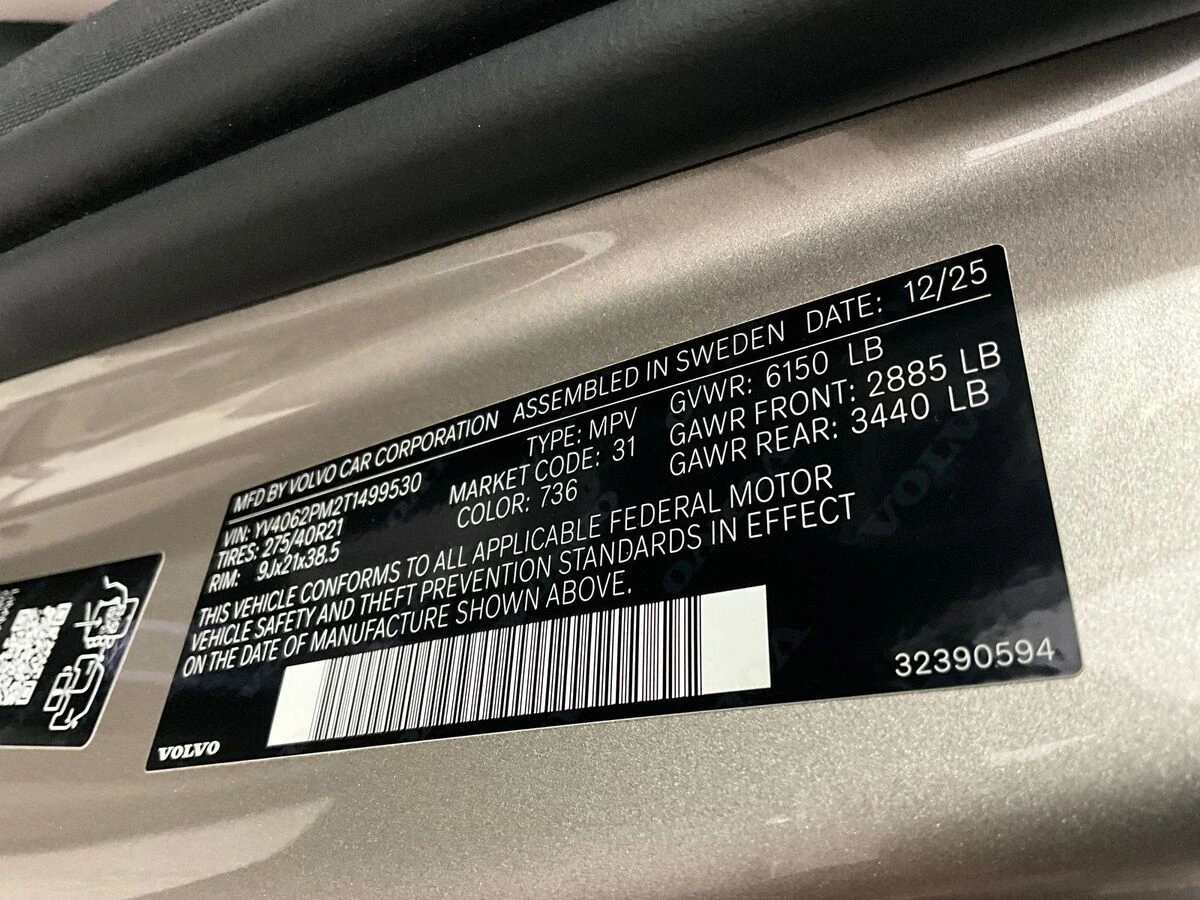 MFD BY VOLVO CAR CORPORATION ASSEMBLED IN SWEDEN DATE: 12/25
VIN: YV4062PM2T1499530 TYPE: MPV GVWR: 6150 LB
TIRES: 275/40R21 MARKET CODE: 31 GAWR FRONT: 2885 LB
RIM: 9Jx21x38.5 COLOR: 736 GAWR REAR: 3440 LB
THIS VEHICLE CONFORMS TO ALL APPLICABLE FEDERAL MOTOR
VEHICLE SAFETY AND THEFT PREVENTION STANDARDS IN EFFECT
ON THE DATE OF MANUFACTURE SHOWN ABOVE.
VOLVO 32390594